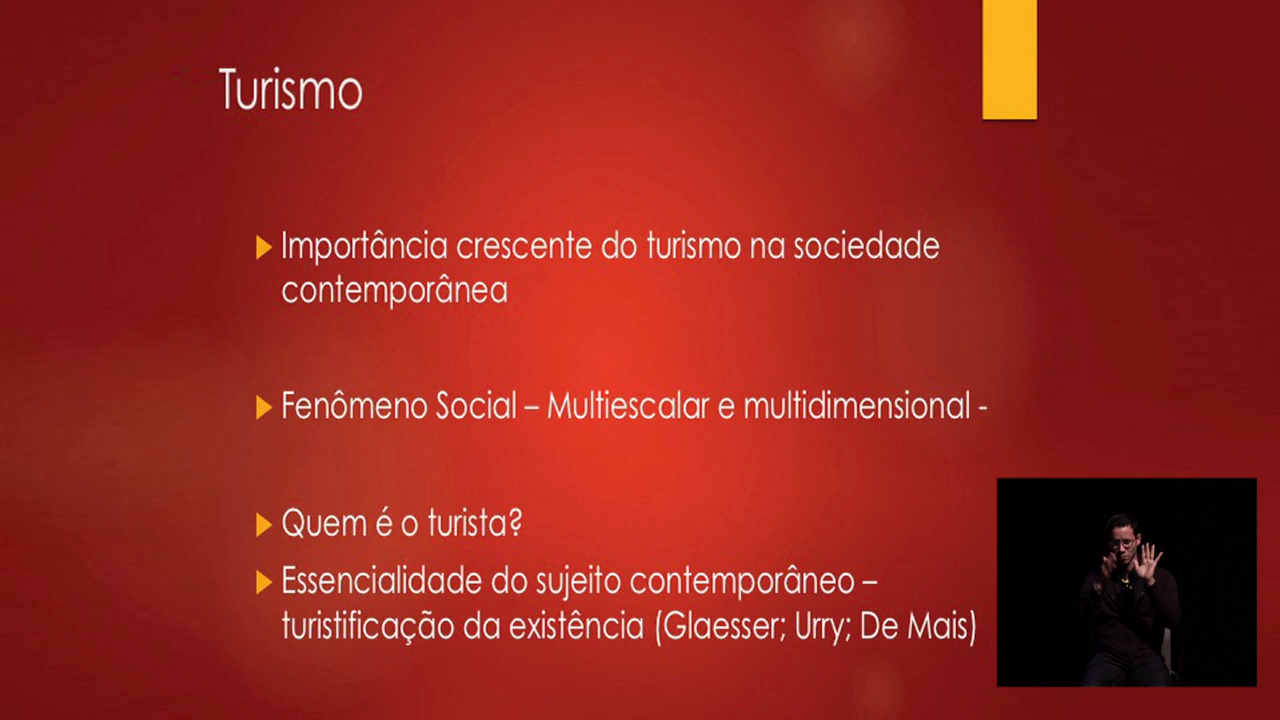 Turismo
Importância crescente do turismo na sociedade
contemporânea
Fenômeno Social – Multiescalar e multidimensional -
Quem é o turista?
Essencialidade do sujeito contemporâneo –
turistificação da existência (Glaesser; Urry; De Mais)